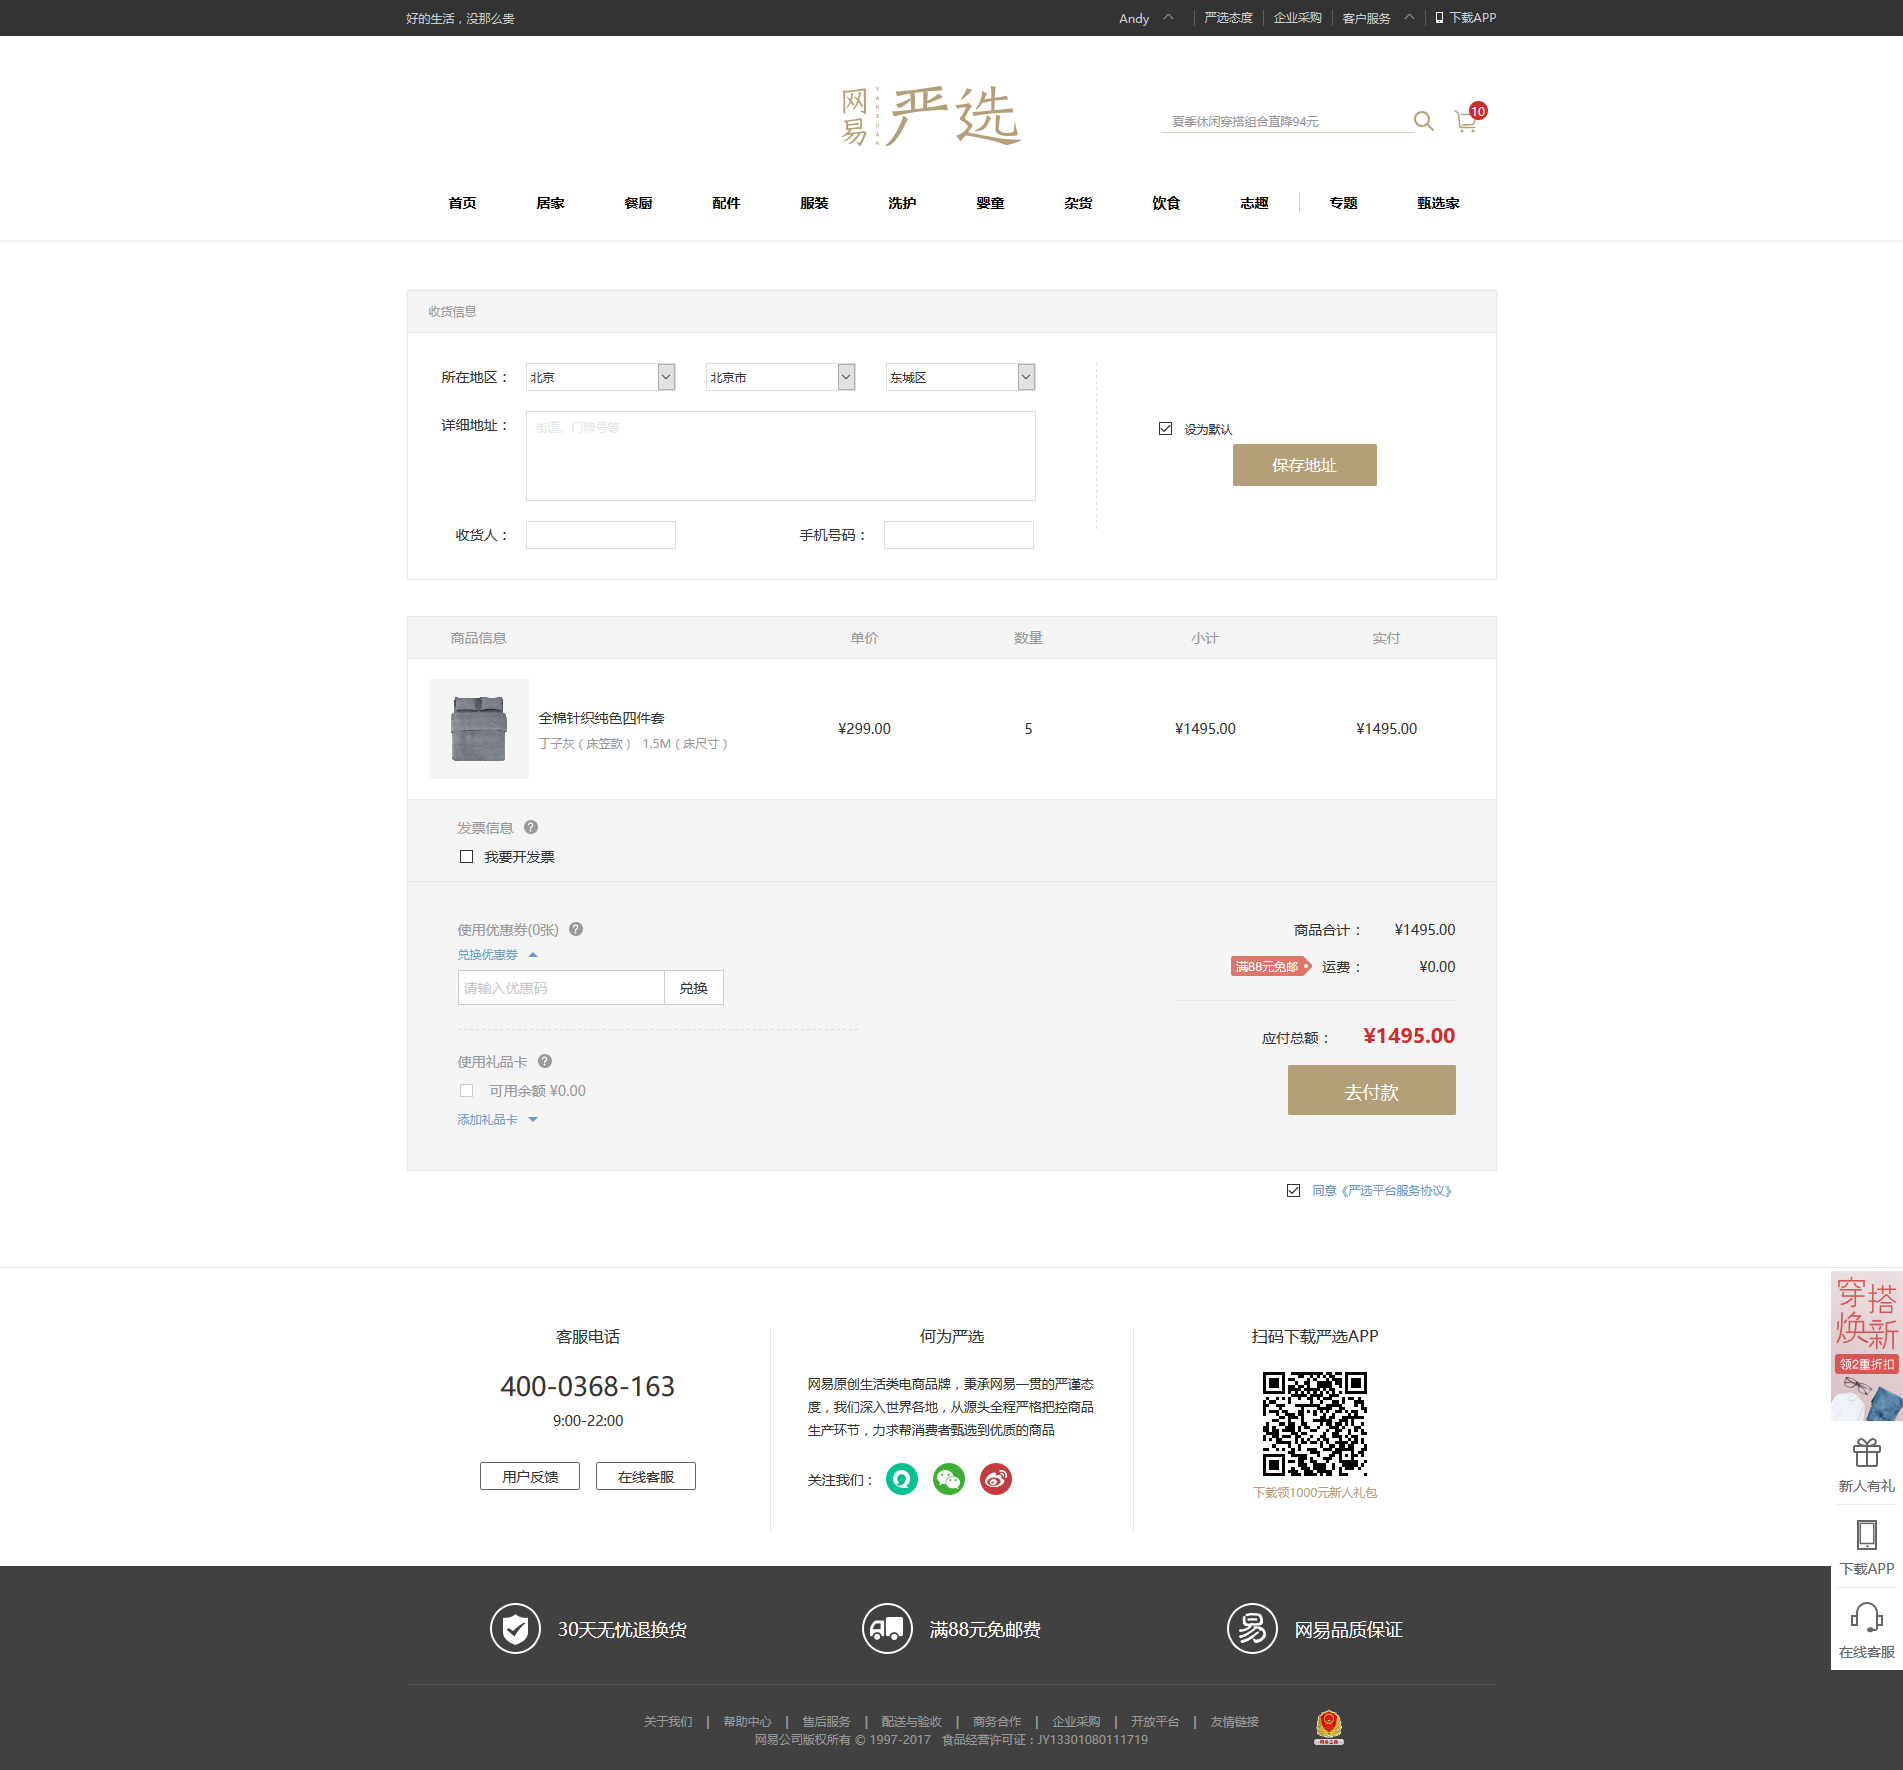 好的生活，没那么贵
Andy 严选态度 企业采购 客户服务 下载APP
网易 YANXUAN 严选
夏季休闲穿搭组合直降94元
10
首页 居家 餐厨 配件 服装 洗护 婴童 杂货 饮食 志趣 专题 甄选家
收货信息
所在地区： 北京 北京市 东城区
详细地址： 街道、门牌号等
设为默认
保存地址
收货人： 手机号码：
商品信息 单价 数量 小计 实付
全棉针织纯色四件套
丁子灰（床笠款） 1.5M（床尺寸）
¥299.00 5 ¥1495.00 ¥1495.00
发票信息 ?
我要开发票
使用优惠券(0张) ?
兑换优惠券
请输入优惠码 兑换
使用礼品卡 ?
可用余额 ¥0.00
添加礼品卡
商品合计： ¥1495.00
满88元免邮 运费： ¥0.00
应付总额： ¥1495.00
去付款
同意《严选平台服务协议》
客服电话
400-0368-163
9:00-22:00
用户反馈 在线客服
何为严选
网易原创生活类电商品牌，秉承网易一贯的严谨态
度，我们深入世界各地，从源头全程严格把控商品
生产环节，力求帮消费者甄选到优质的商品
关注我们：
扫码下载严选APP
下载领1000元新人礼包
穿搭
焕新
领2重折扣
新人有礼
下载APP
在线客服
30天无忧退换货 满88元免邮费 易 网易品质保证
关于我们 | 帮助中心 | 售后服务 | 配送与验收 | 商务合作 | 企业采购 | 开放平台 | 友情链接
网易公司版权所有 © 1997-2017 食品经营许可证：JY13301080111719